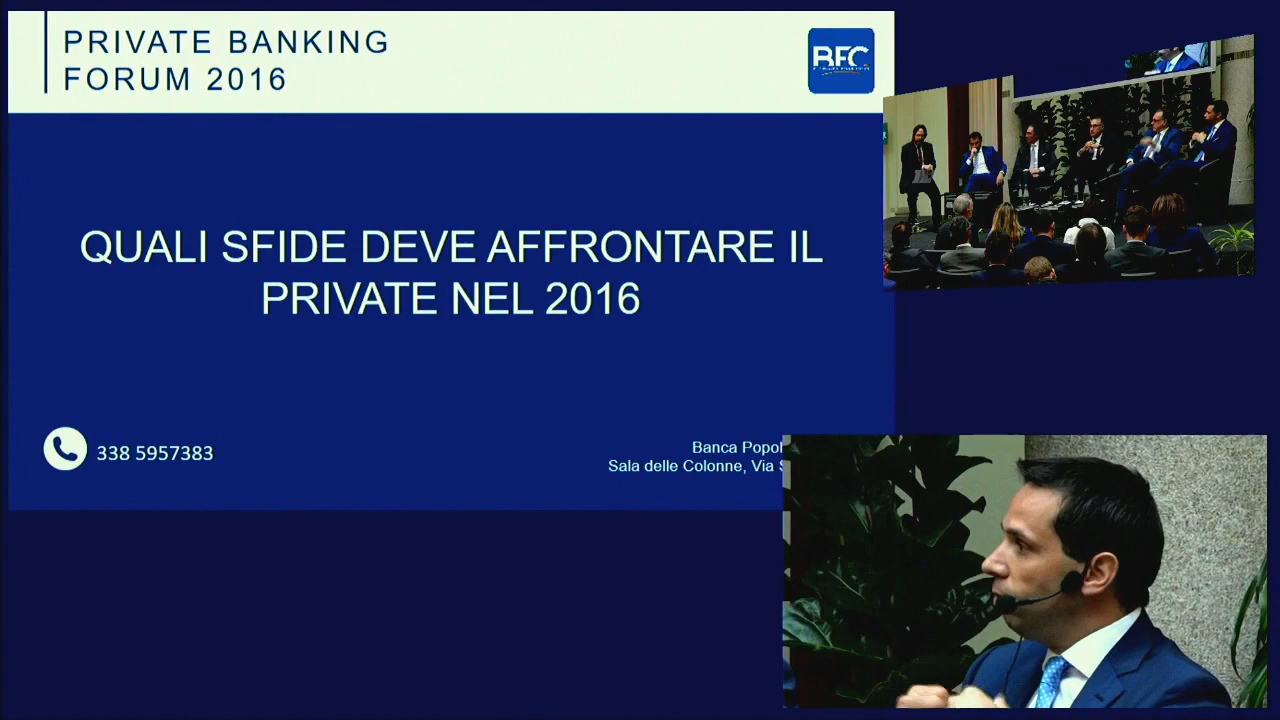 PRIVATE BANKING
FORUM 2016
BFC
QUALI SFIDE DEVE AFFRONTARE IL
PRIVATE NEL 2016
338 5957383
Banca Popol
Sala delle Colonne, Via S